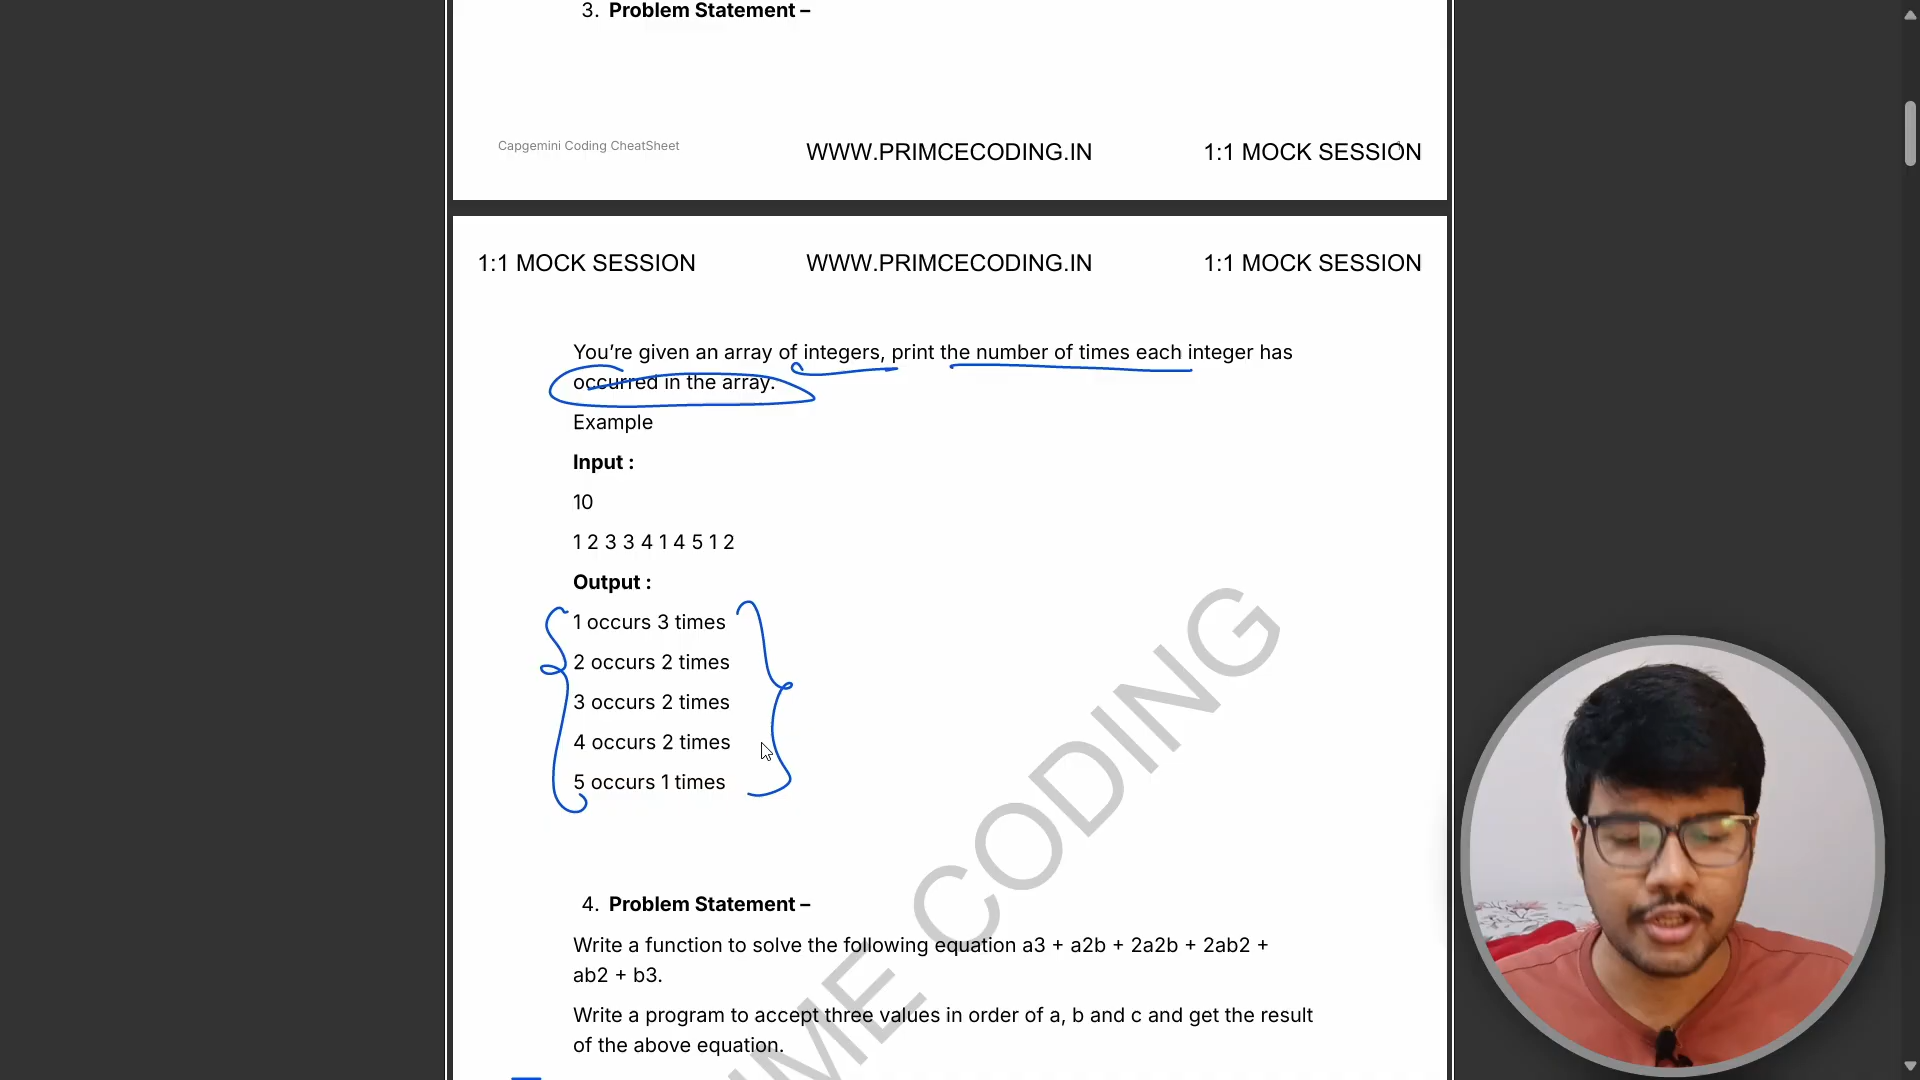 3. Problem Statement –
Capgemini Coding CheatSheet
WWW.PRIMCECODING.IN
1:1 MOCK SESSION
1:1 MOCK SESSION
WWW.PRIMCECODING.IN
1:1 MOCK SESSION
You're given an array of integers, print the number of times each integer has
occurred in the array.
Example
Input :
10
1 2 3 3 4 1 4 5 1 2
Output :
1 occurs 3 times
2 occurs 2 times
3 occurs 2 times
4 occurs 2 times
5 occurs 1 times
4. Problem Statement –
Write a function to solve the following equation a3 + a2b + 2a2b + 2ab2 +
ab2 + b3.
Write a program to accept three values in order of a, b and c and get the result
of the above equation.
IME CODING